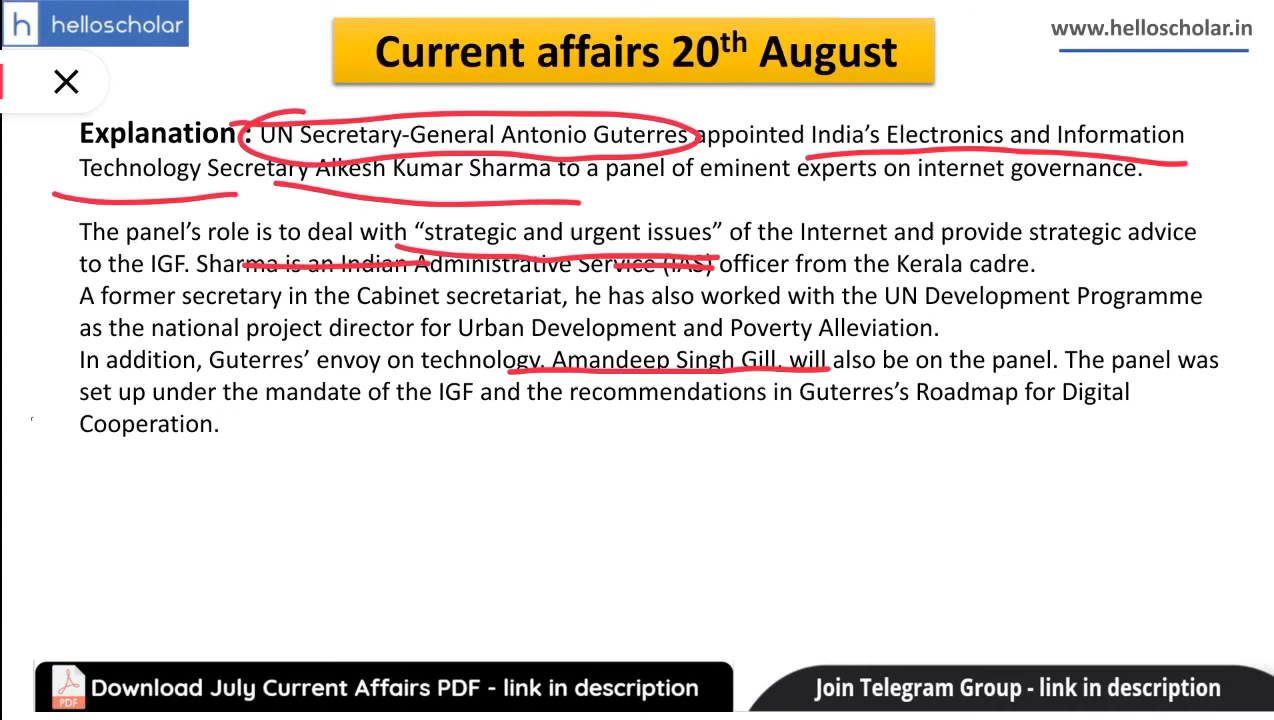 h helloscholar
www.helloscholar.in
Current affairs 20th August
Explanation : UN Secretary-General Antonio Guterres appointed India’s Electronics and Information
Technology Secretary Alkesh Kumar Sharma to a panel of eminent experts on internet governance.
The panel’s role is to deal with “strategic and urgent issues” of the Internet and provide strategic advice
to the IGF. Sharma is an Indian Administrative Service (IAS) officer from the Kerala cadre.
A former secretary in the Cabinet secretariat, he has also worked with the UN Development Programme
as the national project director for Urban Development and Poverty Alleviation.
In addition, Guterres’ envoy on technology, Amandeep Singh Gill, will also be on the panel. The panel was
set up under the mandate of the IGF and the recommendations in Guterres’s Roadmap for Digital
Cooperation.
PDF Download July Current Affairs PDF - link in description
Join Telegram Group - link in description